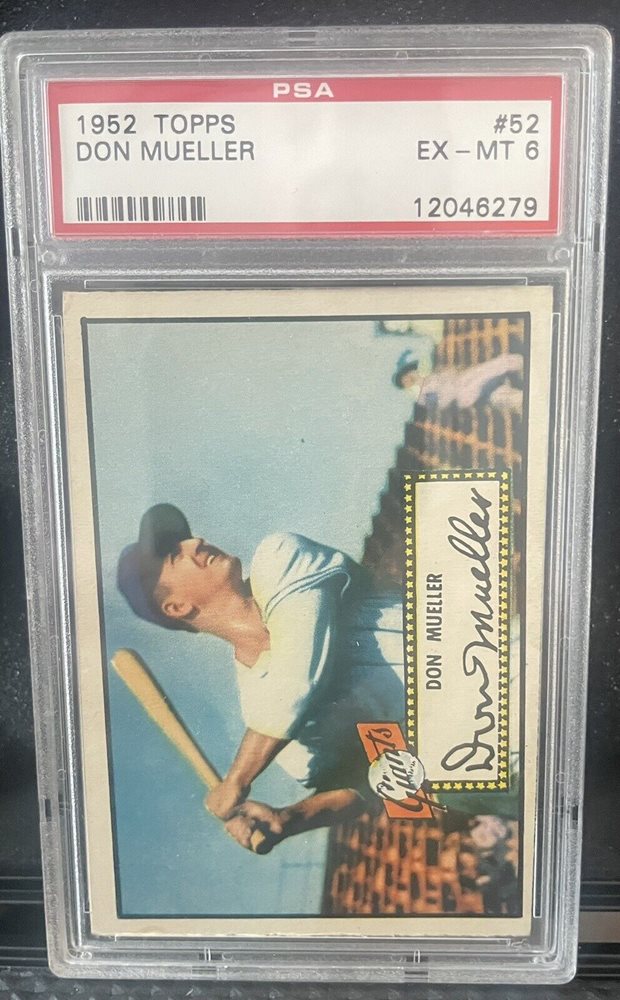 PSA
1952 TOPPS #52
DON MUELLER EX-MT 6
12046279
DON MUELLER
Don Mueller
Giants